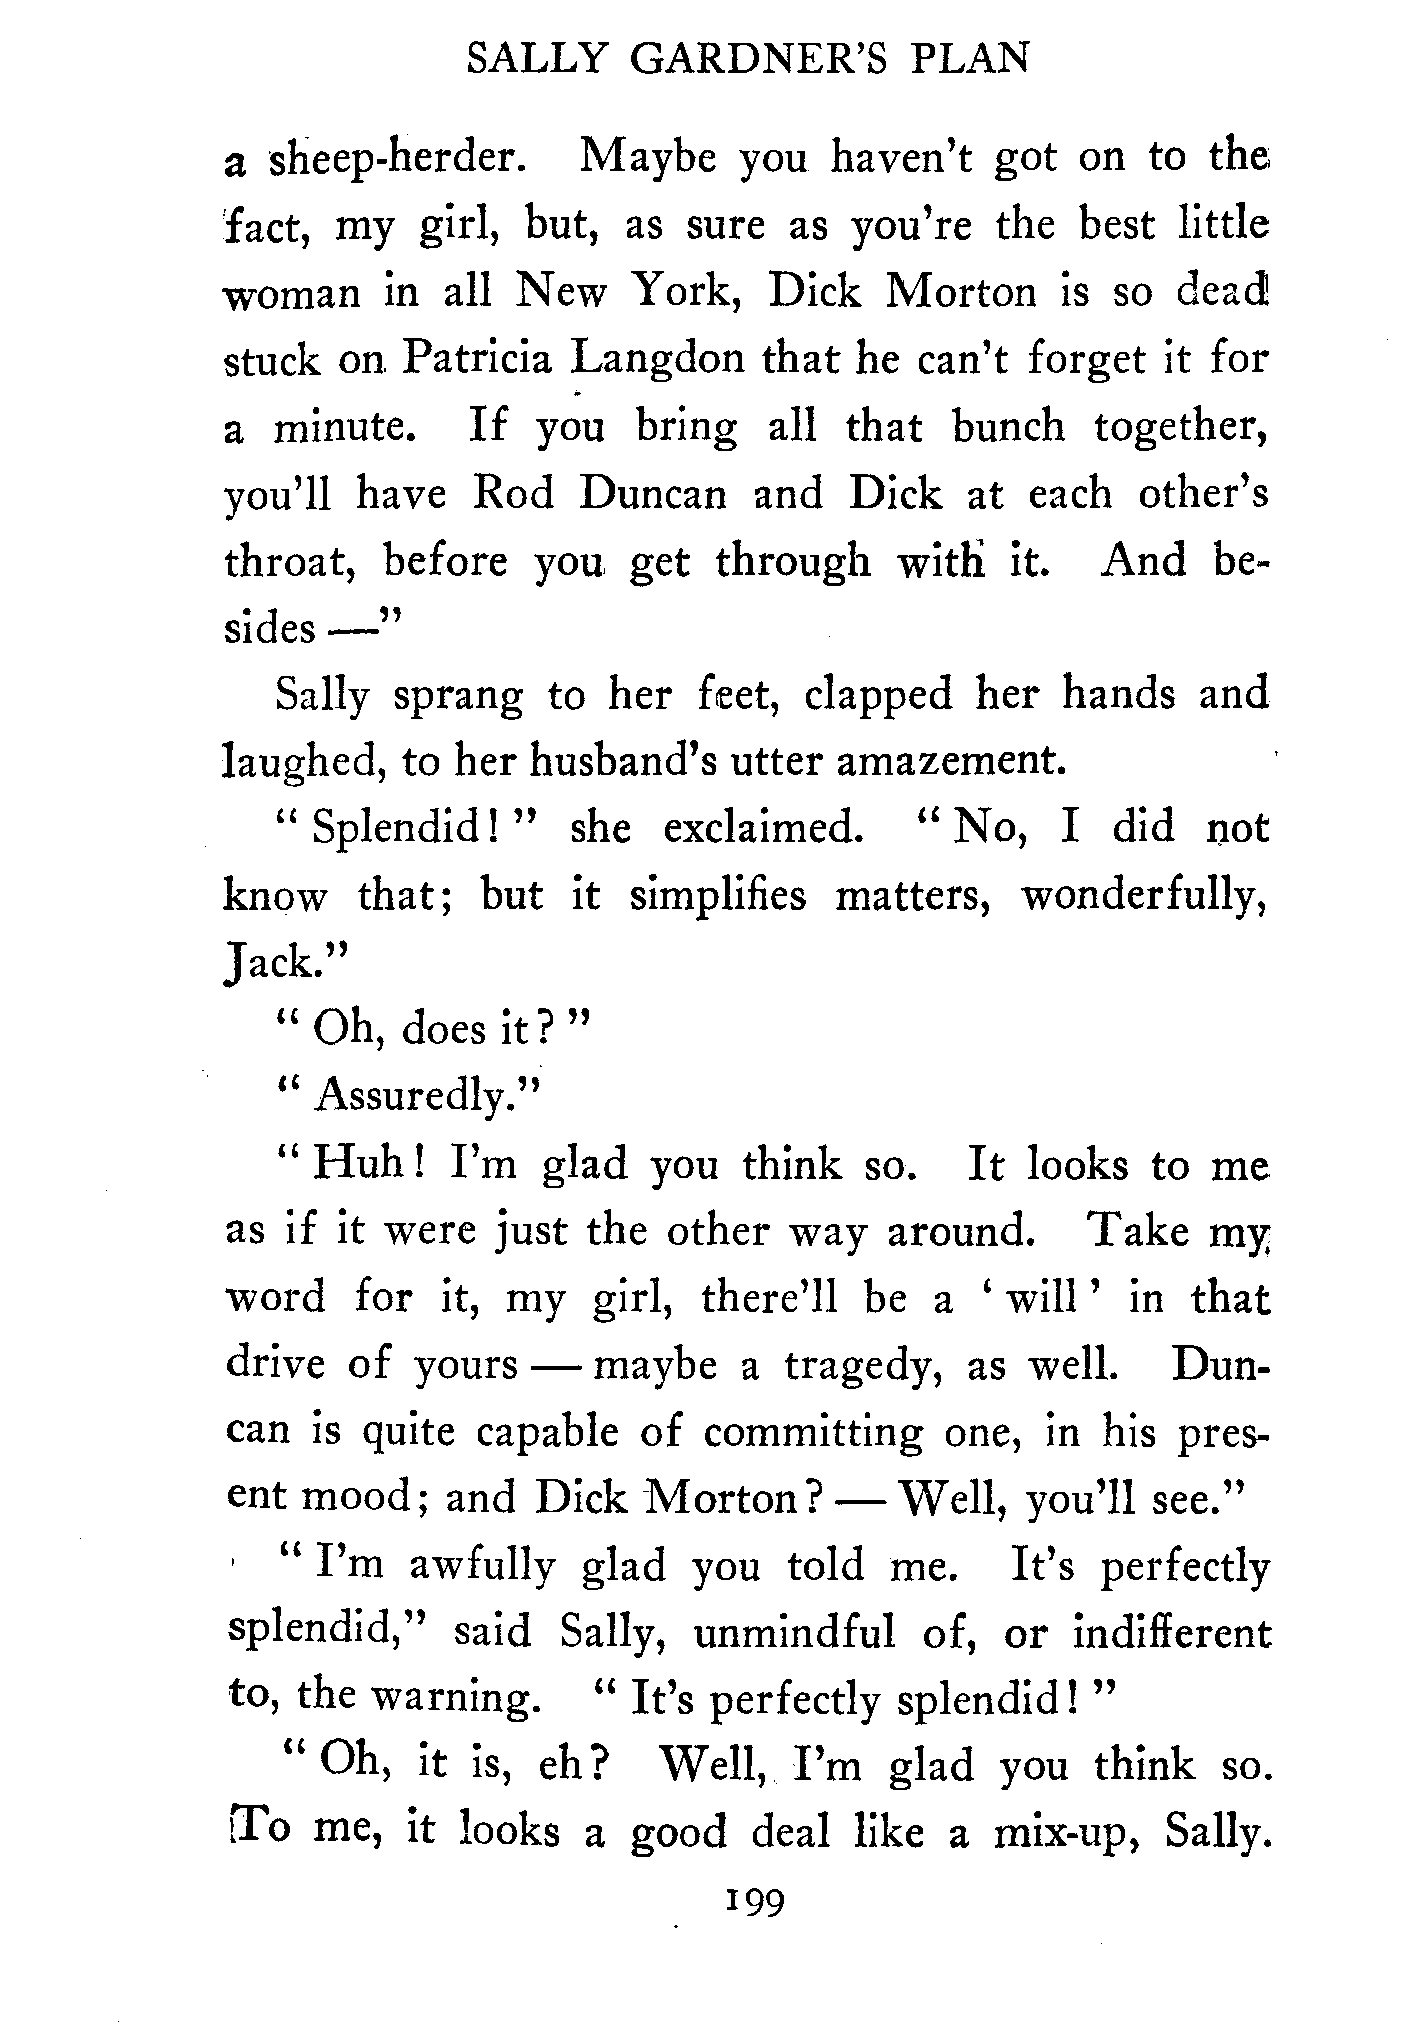 SALLY GARDNER'S PLAN
a sheep-herder. Maybe you haven't got on to the
fact, my girl, but, as sure as you're the best little
woman in all New York, Dick Morton is so dead
stuck on Patricia Langdon that he can't forget it for
a minute. If you bring all that bunch together,
you'll have Rod Duncan and Dick at each other's
throat, before you get through with it. And be-
sides —"
Sally sprang to her feet, clapped her hands and
laughed, to her husband's utter amazement.
" Splendid! " she exclaimed. " No, I did not
know that; but it simplifies matters, wonderfully,
Jack."
" Oh, does it? "
" Assuredly."
" Huh! I'm glad you think so. It looks to me
as if it were just the other way around. Take my
word for it, my girl, there'll be a ' will ' in that
drive of yours — maybe a tragedy, as well. Dun-
can is quite capable of committing one, in his pres-
ent mood; and Dick Morton? — Well, you'll see."
" I'm awfully glad you told me. It's perfectly
splendid," said Sally, unmindful of, or indifferent
to, the warning. " It's perfectly splendid! "
" Oh, it is, eh? Well, I'm glad you think so.
To me, it looks a good deal like a mix-up, Sally.
199